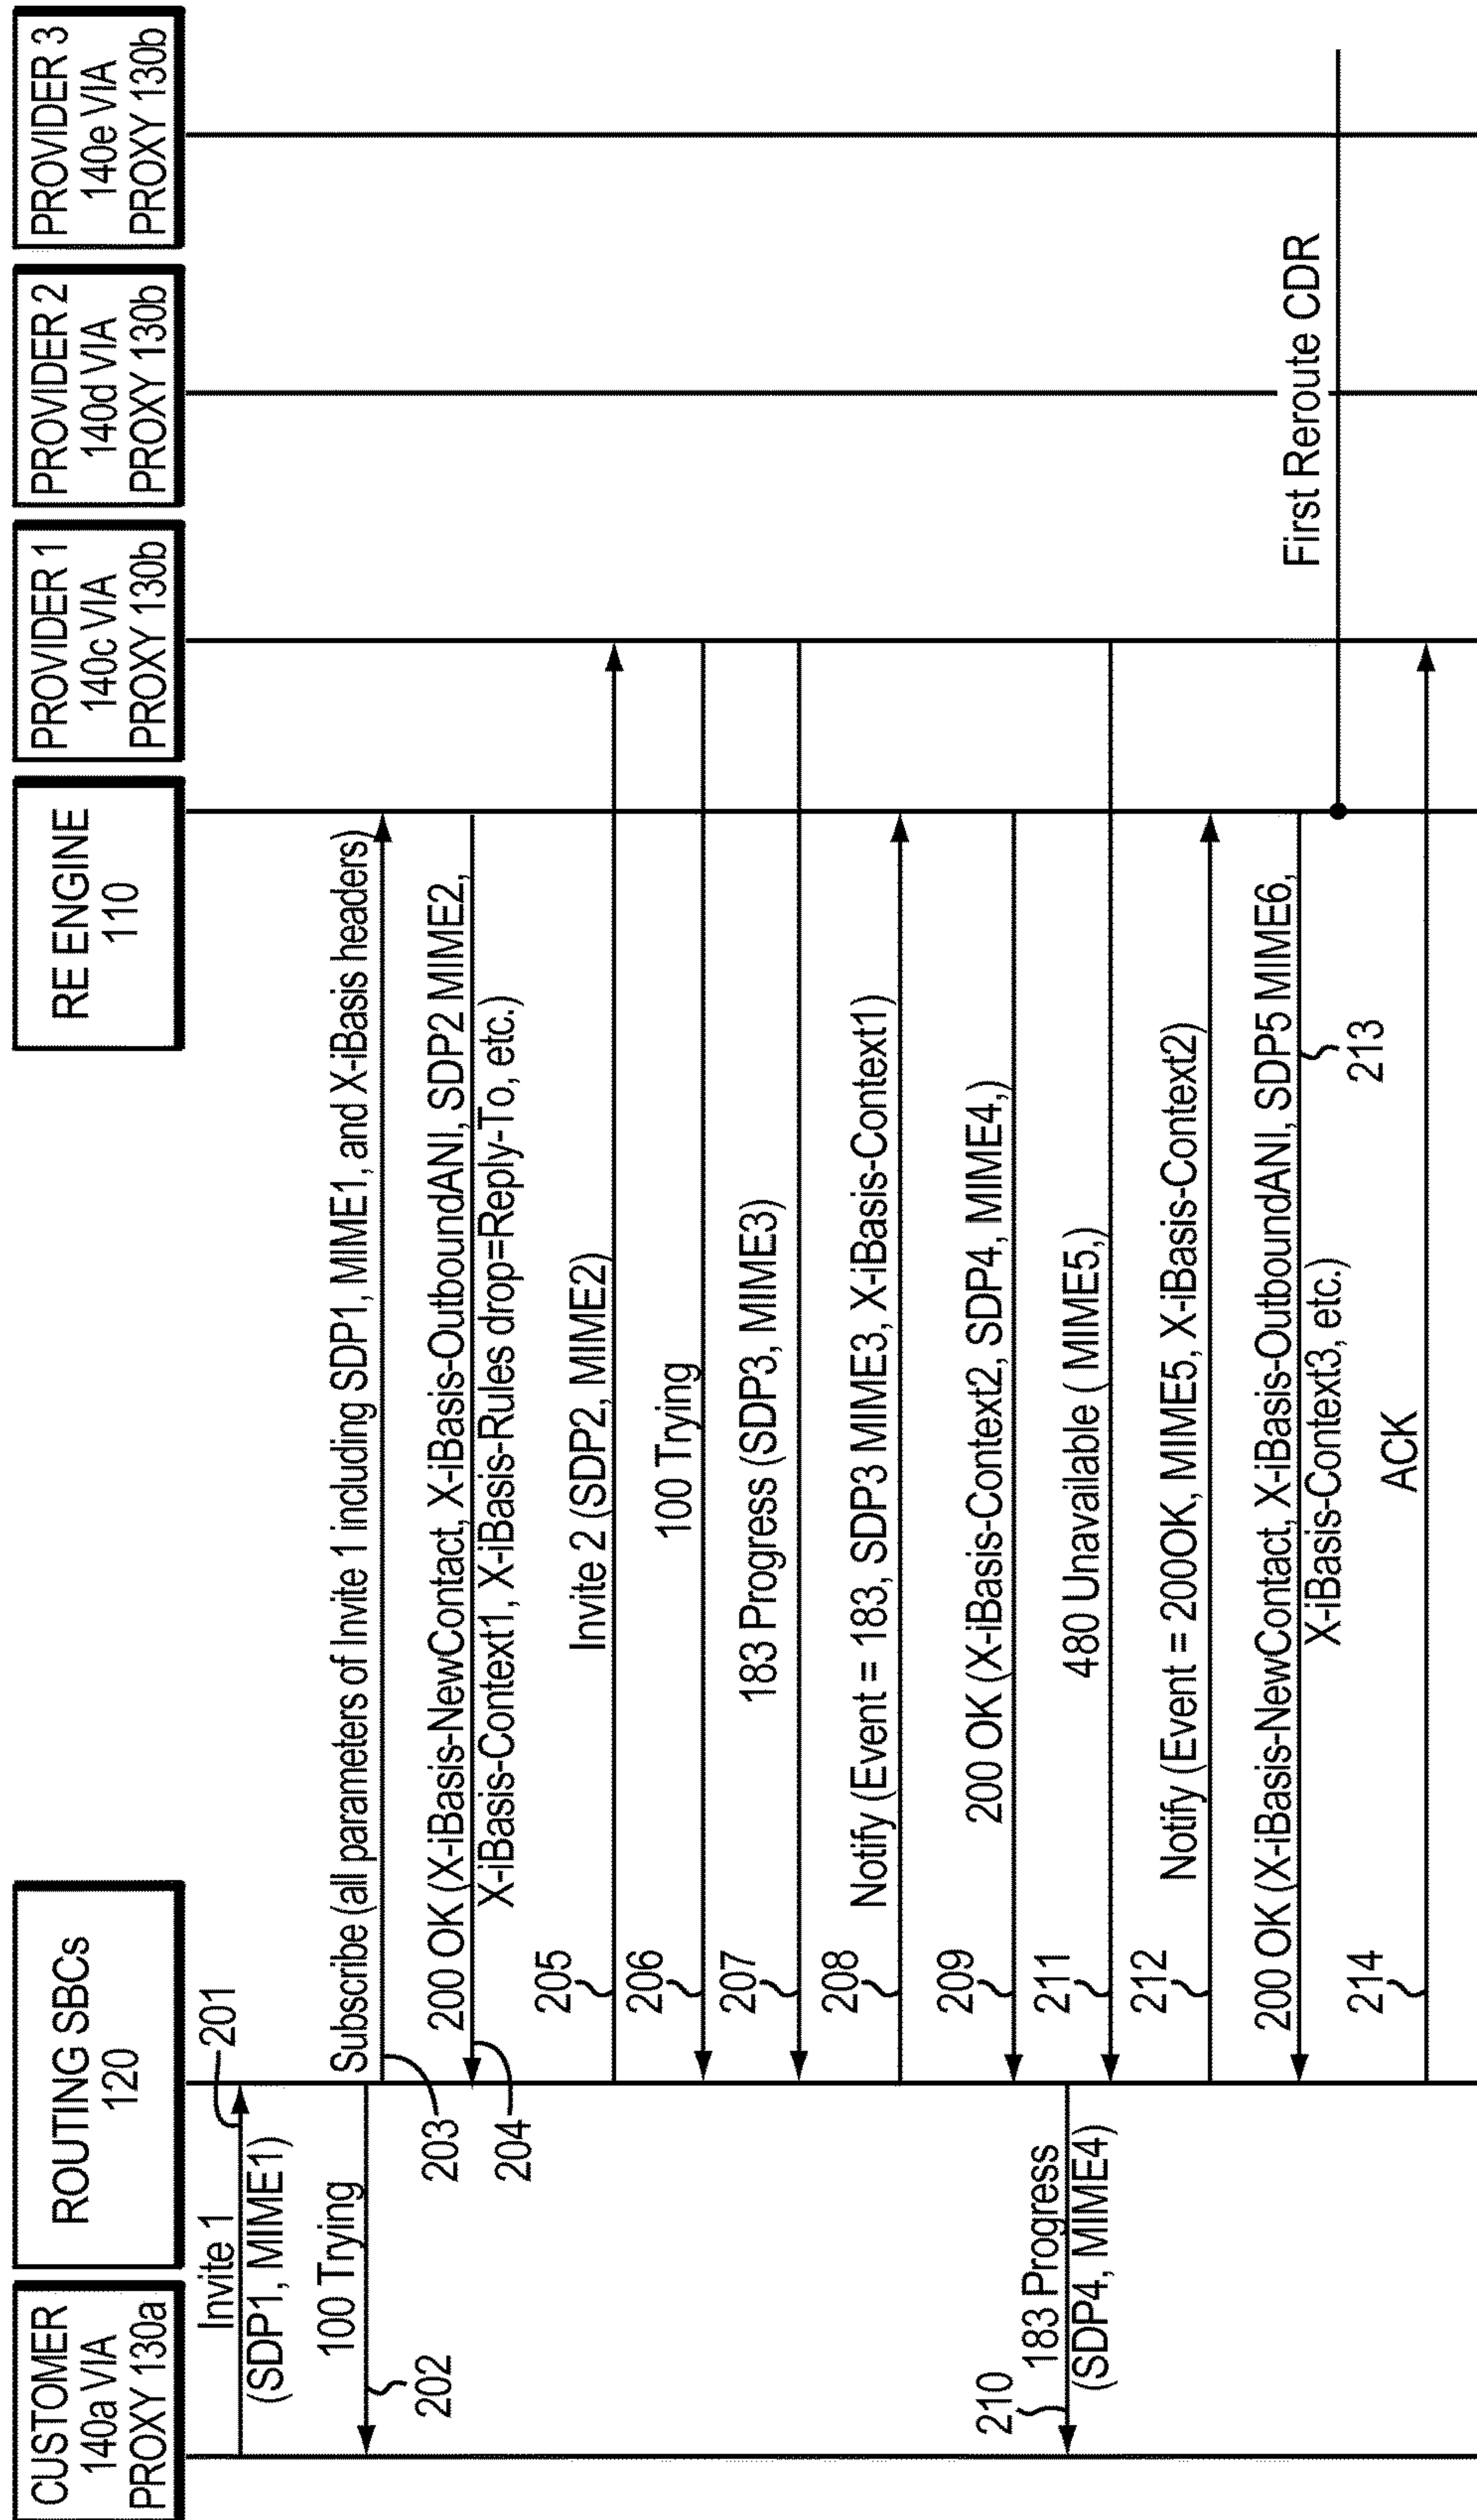 CUSTOMER
140a VIA
PROXY 130a
ROUTING SBCs
120
RE ENGINE
110
PROVIDER 1
140c VIA
PROXY 130b
PROVIDER 2
140d VIA
PROXY 130b
PROVIDER 3
140e VIA
PROXY 130b
Invite 1
(SDP1, MIME1)
201
100 Trying
202
Subscribe (all parameters of Invite 1 including SDP1, MIME1, and X-iBasis headers)
203
200 OK (X-iBasis-NewContact, X-iBasis-OutboundANI, SDP2 MIME2,
X-iBasis-Context1, X-iBasis-Rules drop=Reply-To, etc.)
204
205
Invite 2 (SDP2, MIME2)
206
100 Trying
207
183 Progress (SDP3, MIME3)
208
Notify (Event = 183, SDP3 MIME3, X-iBasis-Context1)
209
200 OK (X-iBasis-Context2, SDP4, MIME4,)
210
183 Progress
(SDP4, MIME4)
211
480 Unavailable ( MIME5,)
212
Notify (Event = 200OK, MIME5, X-iBasis-Context2)
200 OK (X-iBasis-NewContact, X-iBasis-OutboundANI, SDP5 MIME6,
X-iBasis-Context3, etc.)
213
First Reroute CDR
214
ACK